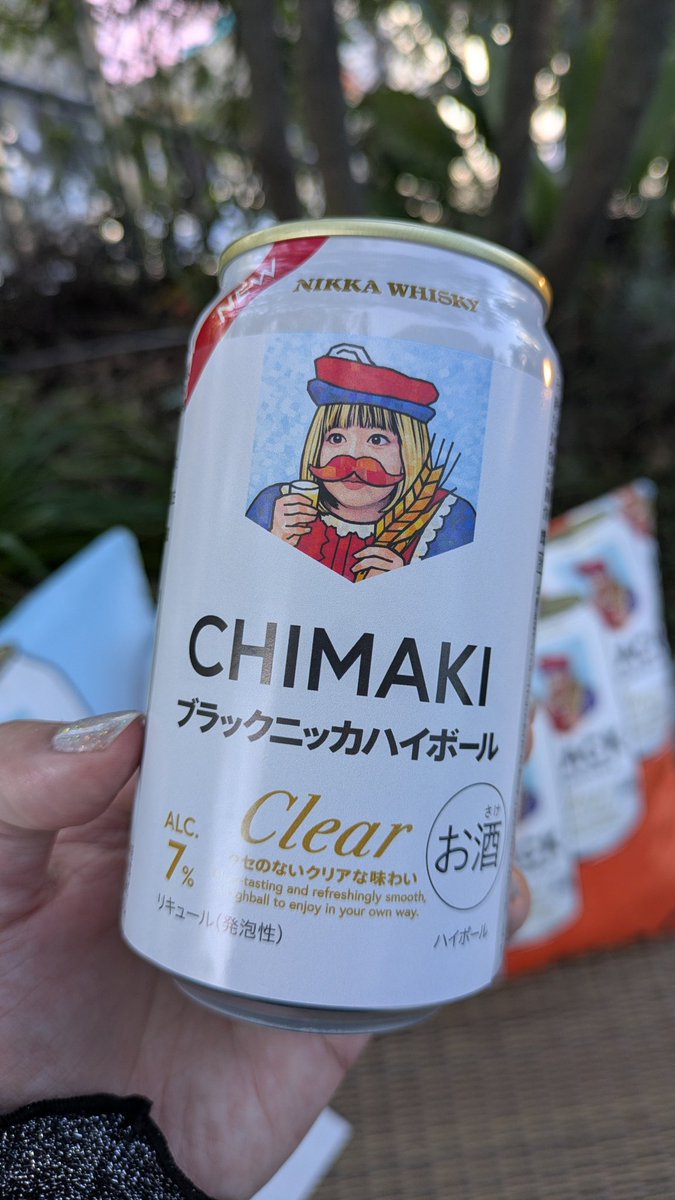 NEW
NIKKA WHISKY
CHIMAKI
ブラックニッカハイボール
Clear
ALC.
7%
さけ
お酒
セのないクリアな味わい
-tasting and refreshingly smooth,
ghball to enjoy in your own way.
リキュール(発泡性)
ハイボール